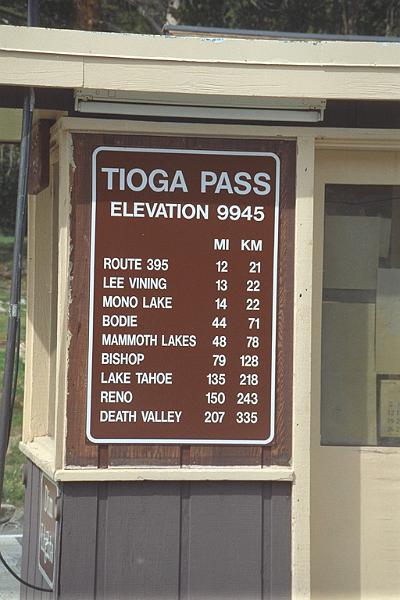 TIOGA PASS
ELEVATION 9945
MI KM
ROUTE 395 12 21
LEE VINING 13 22
MONO LAKE 14 22
BODIE 44 71
MAMMOTH LAKES 48 78
BISHOP 79 128
LAKE TAHOE 135 218
RENO 150 243
DEATH VALLEY 207 335